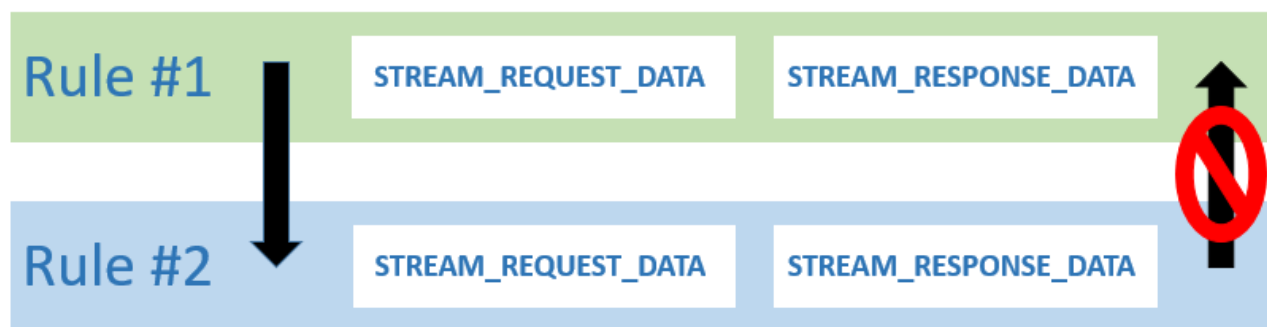 Rule #1 STREAM_REQUEST_DATA STREAM_RESPONSE_DATA
Rule #2 STREAM_REQUEST_DATA STREAM_RESPONSE_DATA